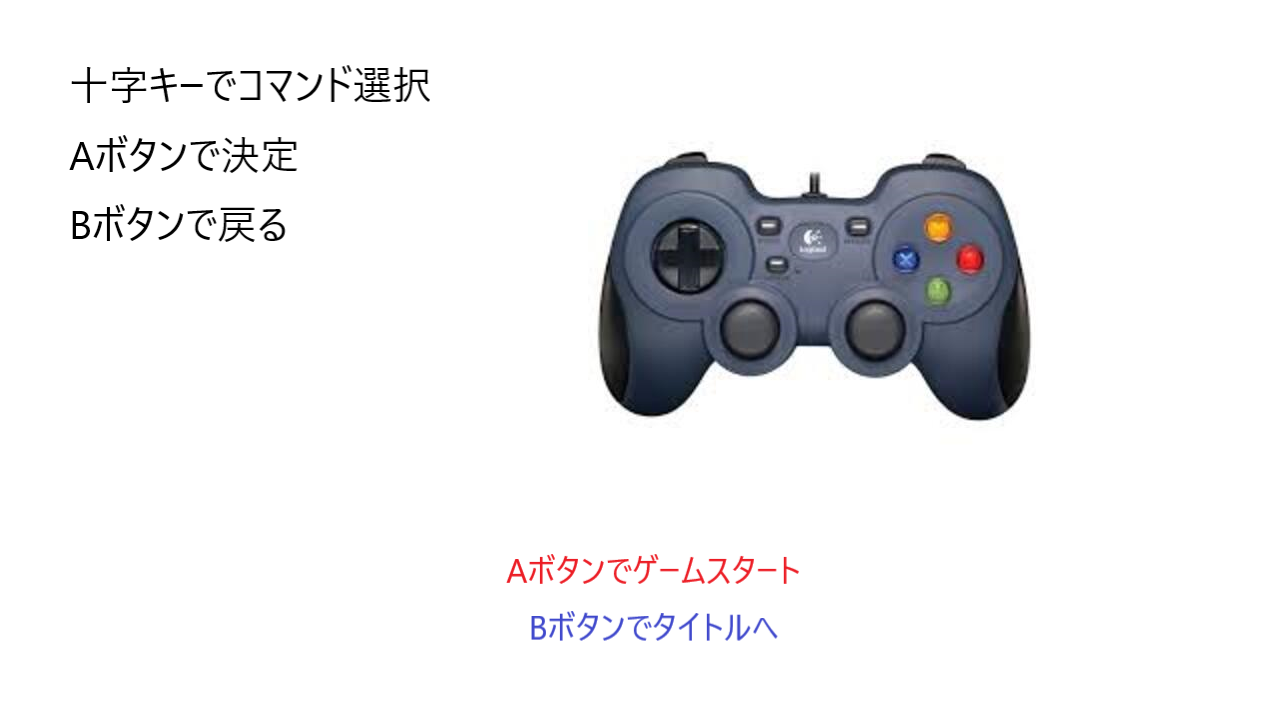 十字キーでコマンド選択
Aボタンで決定
Bボタンで戻る
Logitech
X
Aボタンでゲームスタート
Bボタンでタイトルへ